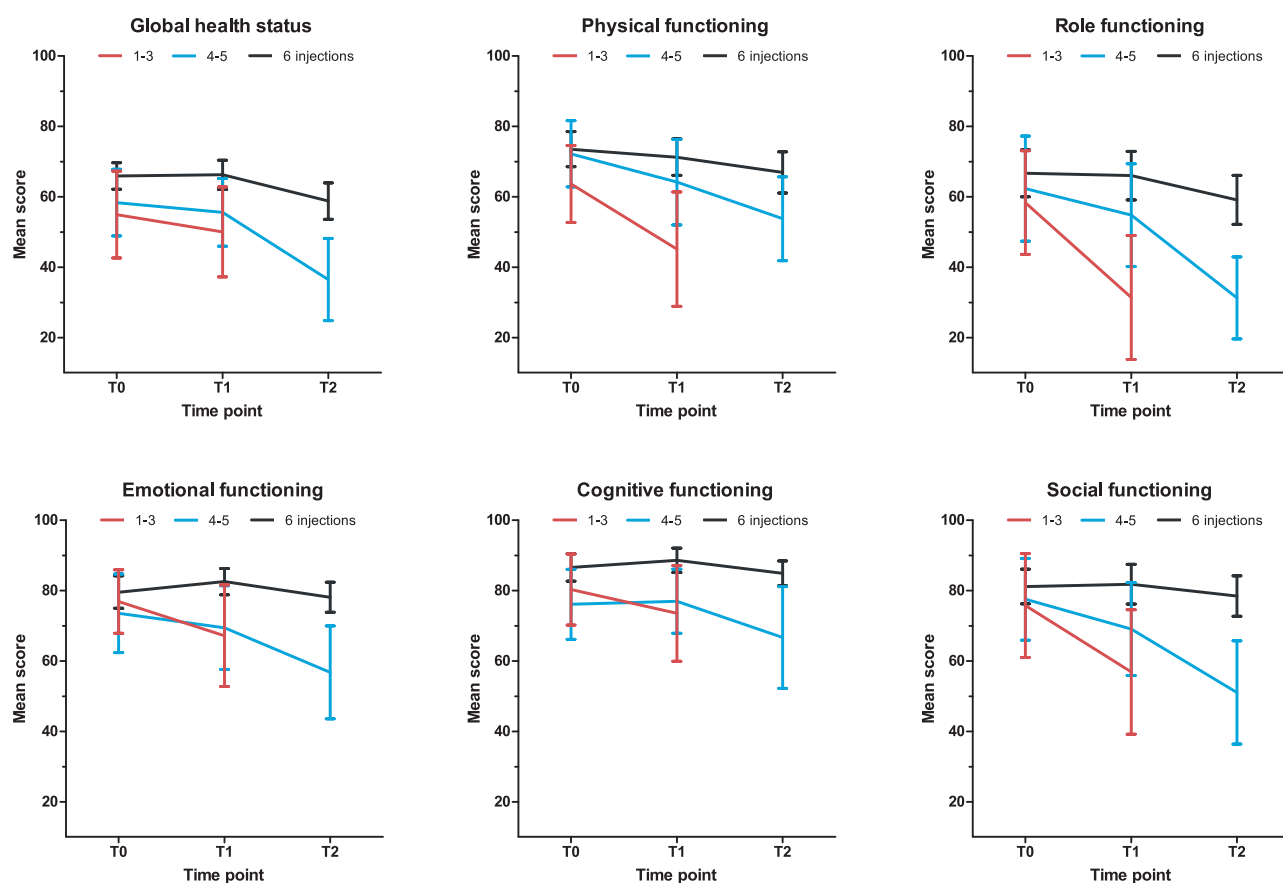 Global health status
1-3 4-5 6 injections
100
80
60
40
20
Mean score
T0 T1 T2
Time point
Physical functioning
1-3 4-5 6 injections
100
80
60
40
20
Mean score
T0 T1 T2
Time point
Role functioning
1-3 4-5 6 injections
100
80
60
40
20
Mean score
T0 T1 T2
Time point
Emotional functioning
1-3 4-5 6 injections
100
80
60
40
20
Mean score
T0 T1 T2
Time point
Cognitive functioning
1-3 4-5 6 injections
100
80
60
40
20
Mean score
T0 T1 T2
Time point
Social functioning
1-3 4-5 6 injections
100
80
60
40
20
Mean score
T0 T1 T2
Time point